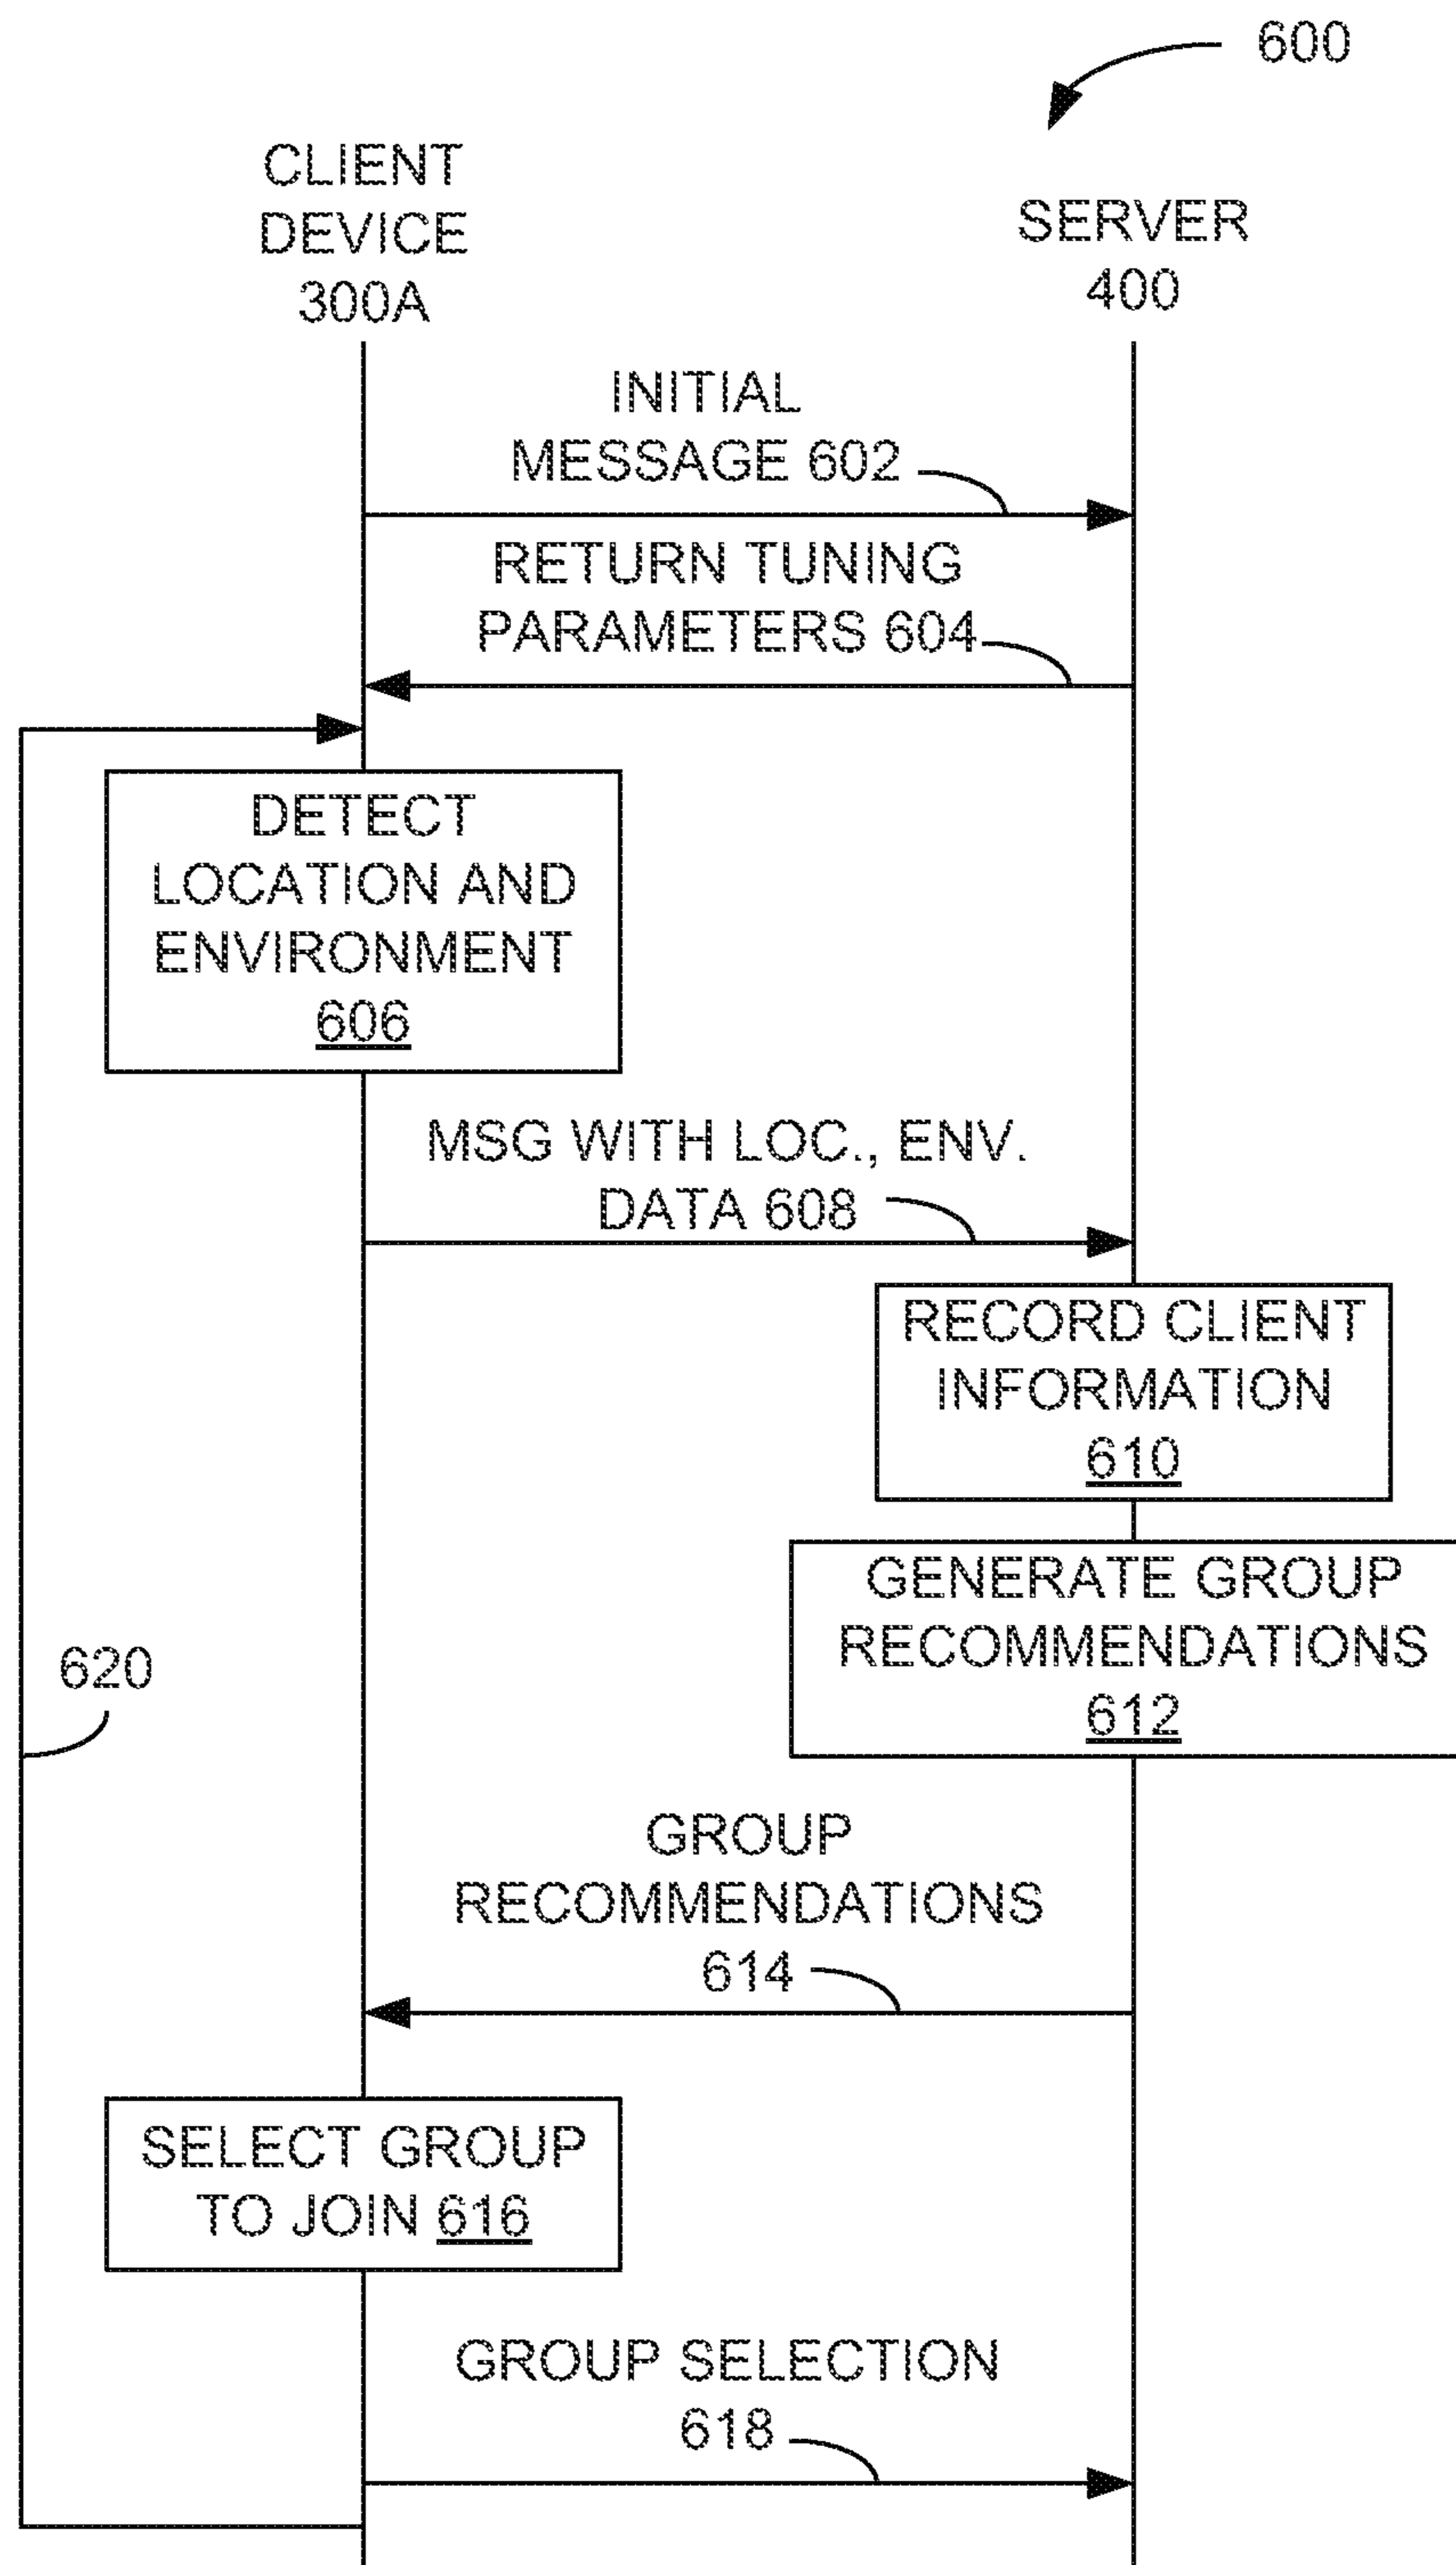 600
CLIENT
DEVICE
300A
SERVER
400
INITIAL
MESSAGE 602
RETURN TUNING
PARAMETERS 604
DETECT
LOCATION AND
ENVIRONMENT
606
MSG WITH LOC., ENV.
DATA 608
RECORD CLIENT
INFORMATION
610
GENERATE GROUP
RECOMMENDATIONS
612
620
GROUP
RECOMMENDATIONS
614
SELECT GROUP
TO JOIN 616
GROUP SELECTION
618